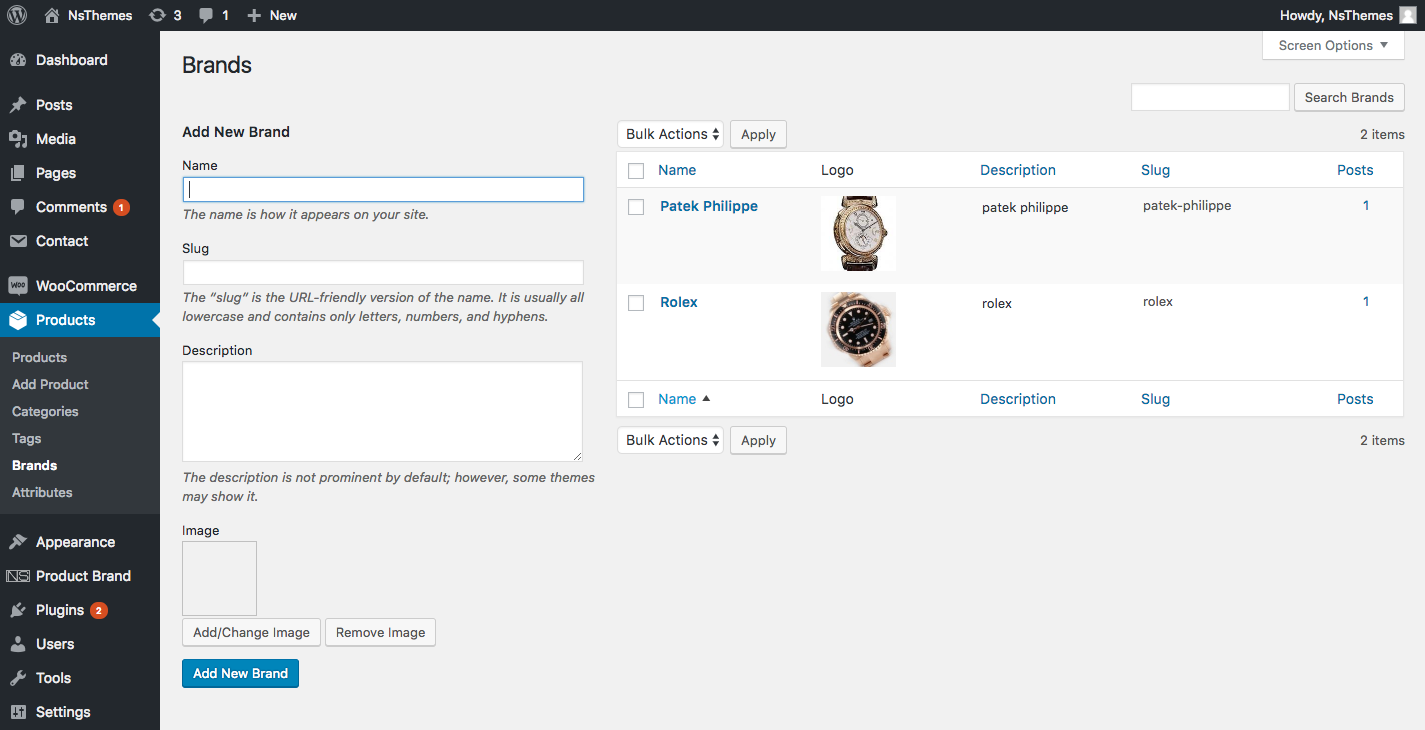 NsThemes 3 1 New Howdy, NsThemes
Screen Options
Dashboard
Posts
Media
Pages
Comments 1
Contact
WooCommerce
Products
Products
Add Product
Categories
Tags
Brands
Attributes
Appearance
NS Product Brand
Plugins 2
Users
Tools
Settings
Brands
Search Brands
Add New Brand
Name
The name is how it appears on your site.
Slug
The “slug” is the URL-friendly version of the name. It is usually all
lowercase and contains only letters, numbers, and hyphens.
Description
The description is not prominent by default; however, some themes
may show it.
Image
Add/Change Image Remove Image
Add New Brand
Bulk Actions Apply 2 items
Name Logo Description Slug Posts
Patek Philippe patek philippe patek-philippe 1
Rolex rolex rolex 1
Name Logo Description Slug Posts
Bulk Actions Apply 2 items